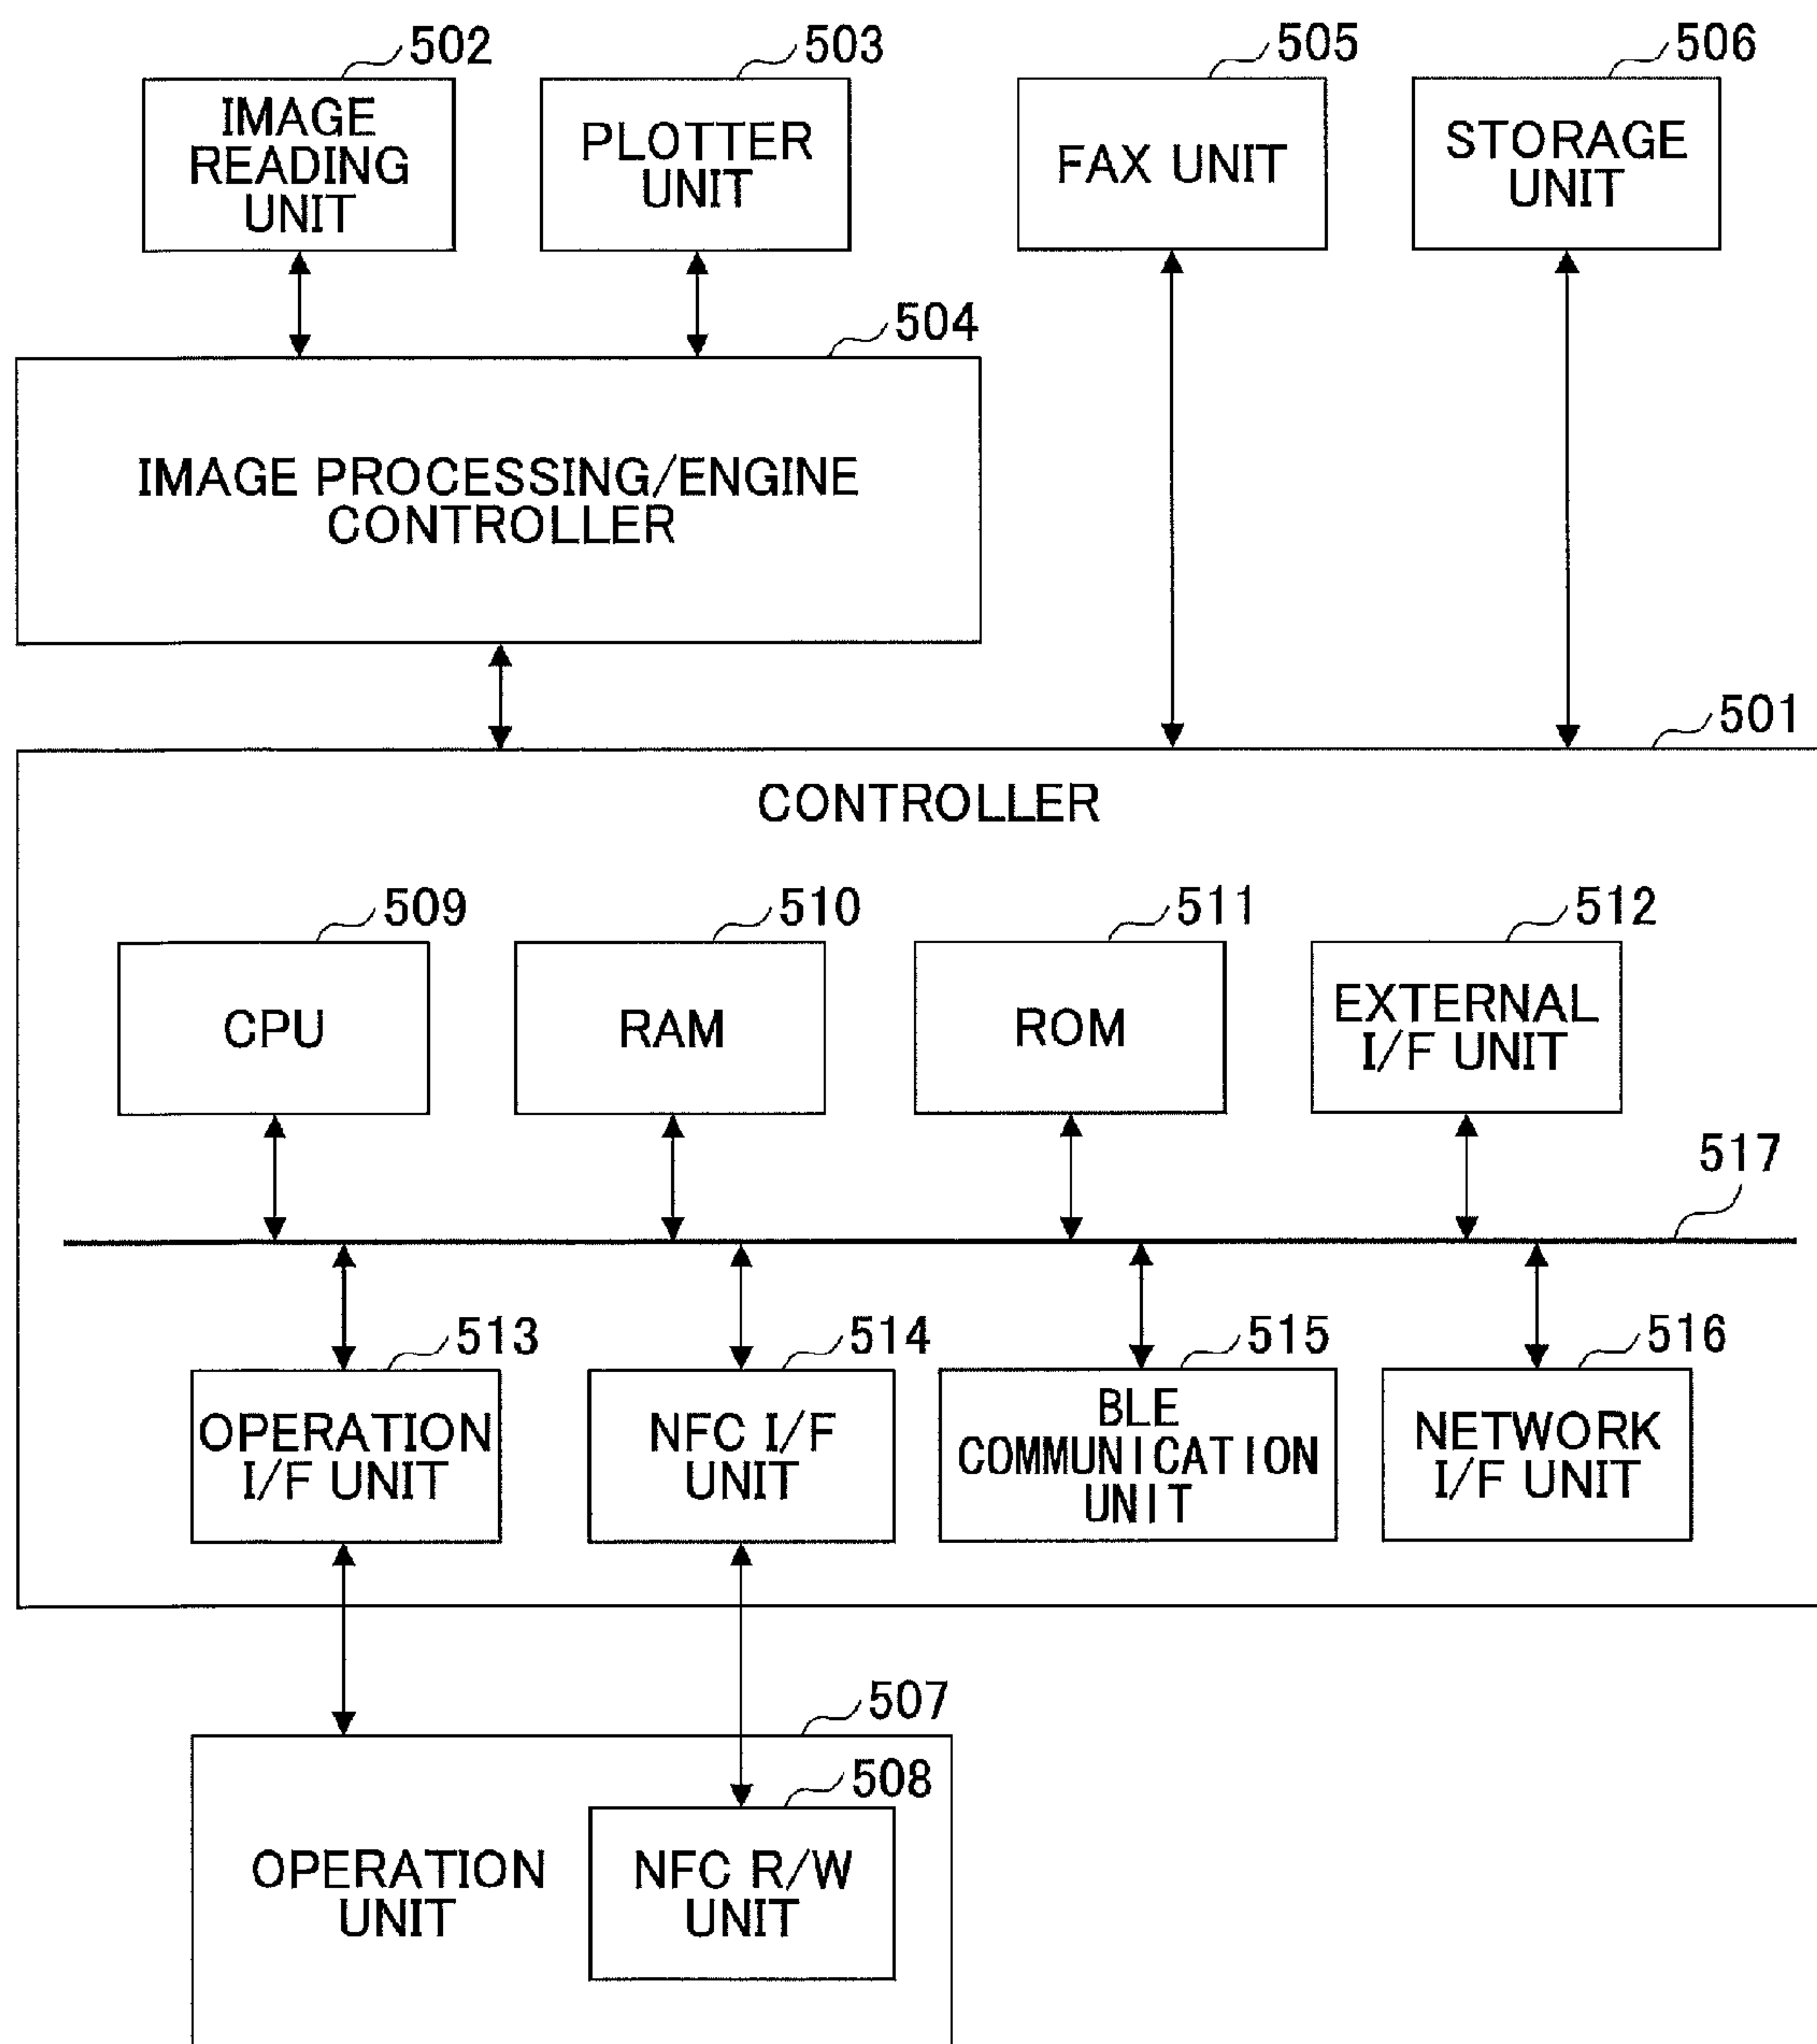 502
503
505
506
IMAGE
READING
UNIT
PLOTTER
UNIT
FAX UNIT
STORAGE
UNIT
504
IMAGE PROCESSING/ENGINE
CONTROLLER
501
CONTROLLER
509
510
511
512
CPU
RAM
ROM
EXTERNAL
I/F UNIT
517
513
514
515
516
OPERATION
I/F UNIT
NFC I/F
UNIT
BLE
COMMUNICATION
UNIT
NETWORK
I/F UNIT
507
508
OPERATION
UNIT
NFC R/W
UNIT